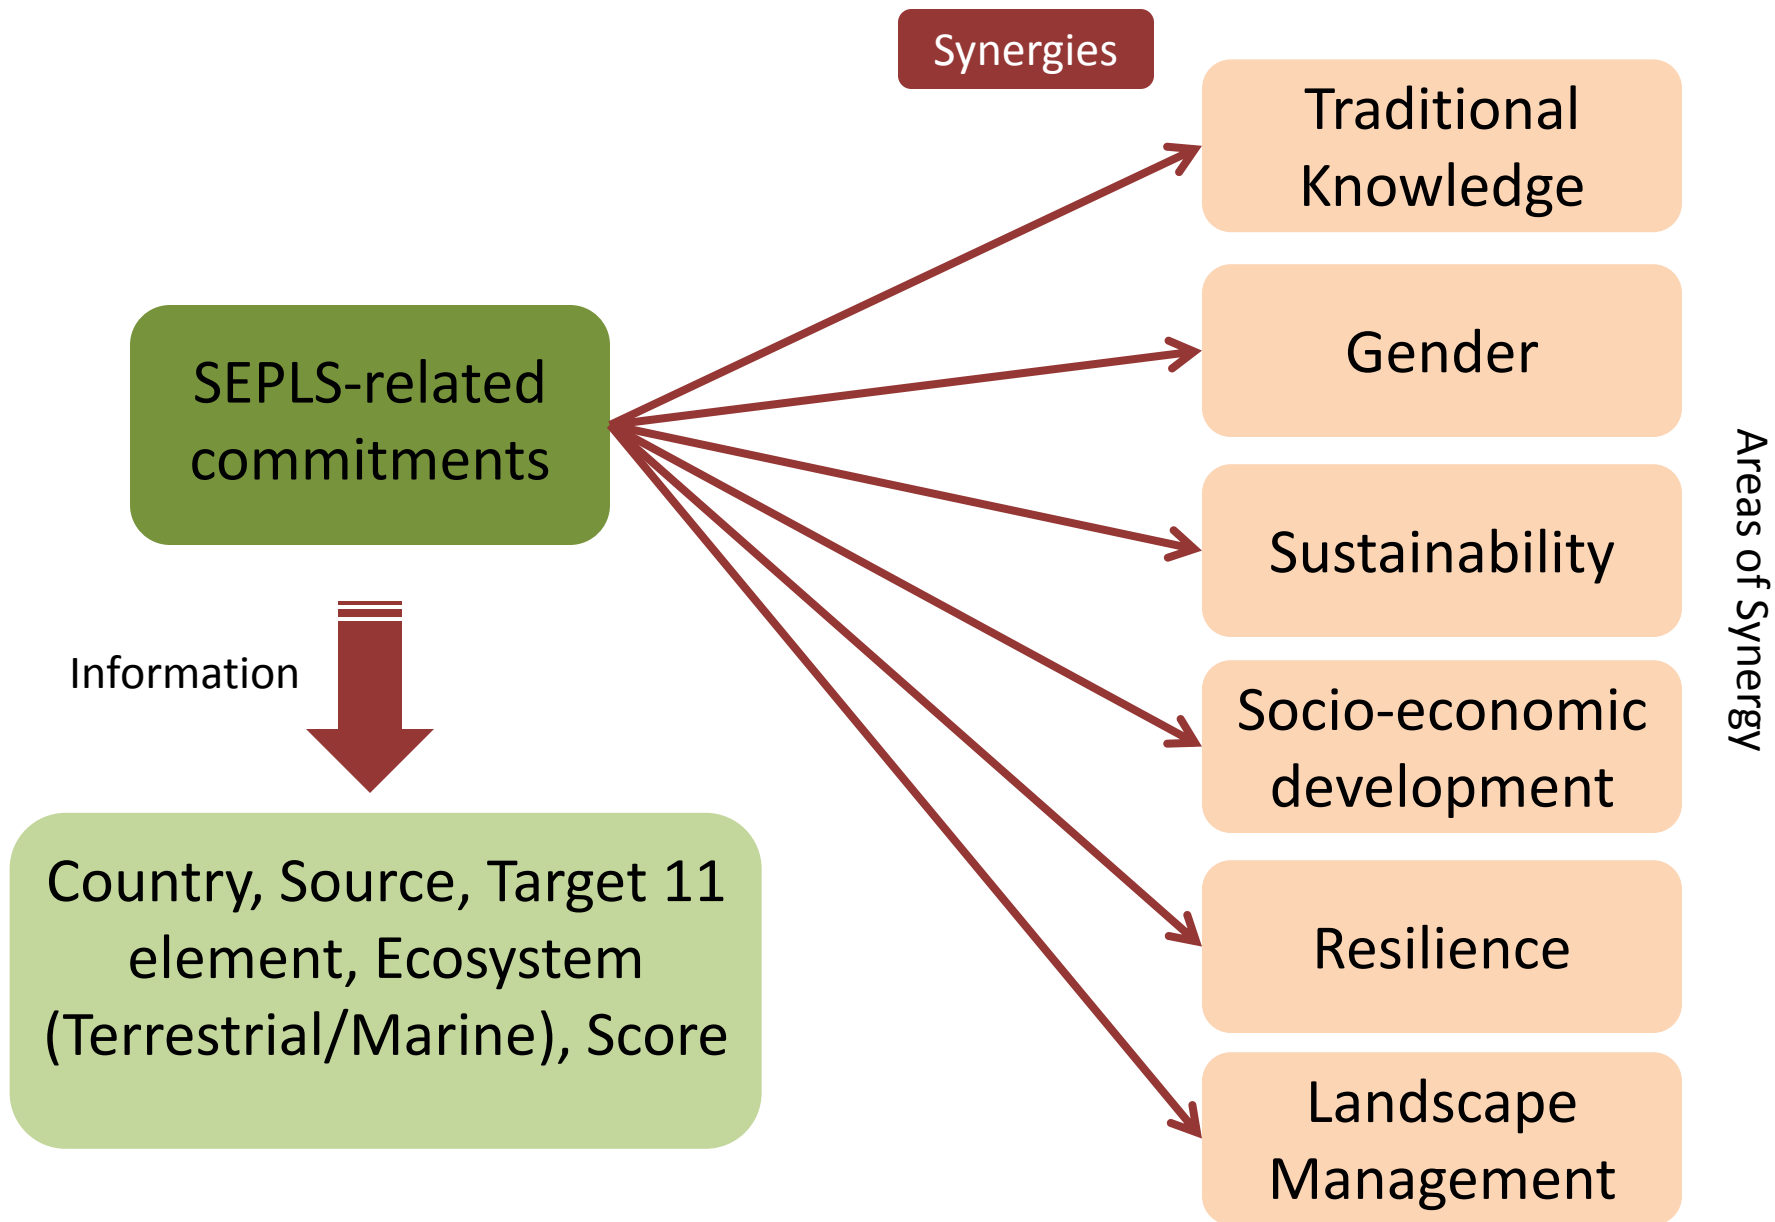 Synergies
Traditional
Knowledge
Gender
Sustainability
Socio-economic
development
Resilience
Landscape
Management
Areas of Synergy
SEPLS-related
commitments
Information
Country, Source, Target 11
element, Ecosystem
(Terrestrial/Marine), Score